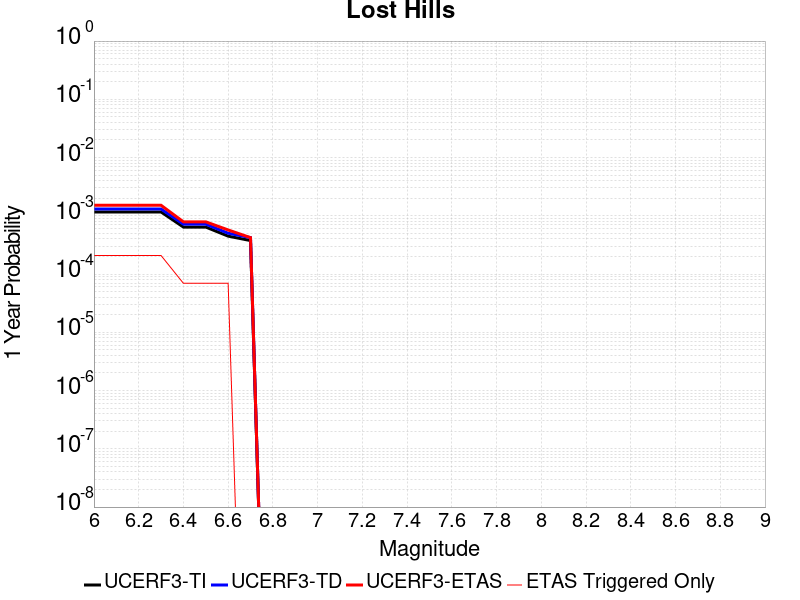 Lost Hills
10^0
10^-1
10^-2
10^-3
10^-4
10^-5
10^-6
10^-7
10^-8
1 Year Probability
6 6.2 6.4 6.6 6.8 7 7.2 7.4 7.6 7.8 8 8.2 8.4 8.6 8.8 9
Magnitude
UCERF3-TI UCERF3-TD UCERF3-ETAS ETAS Triggered Only